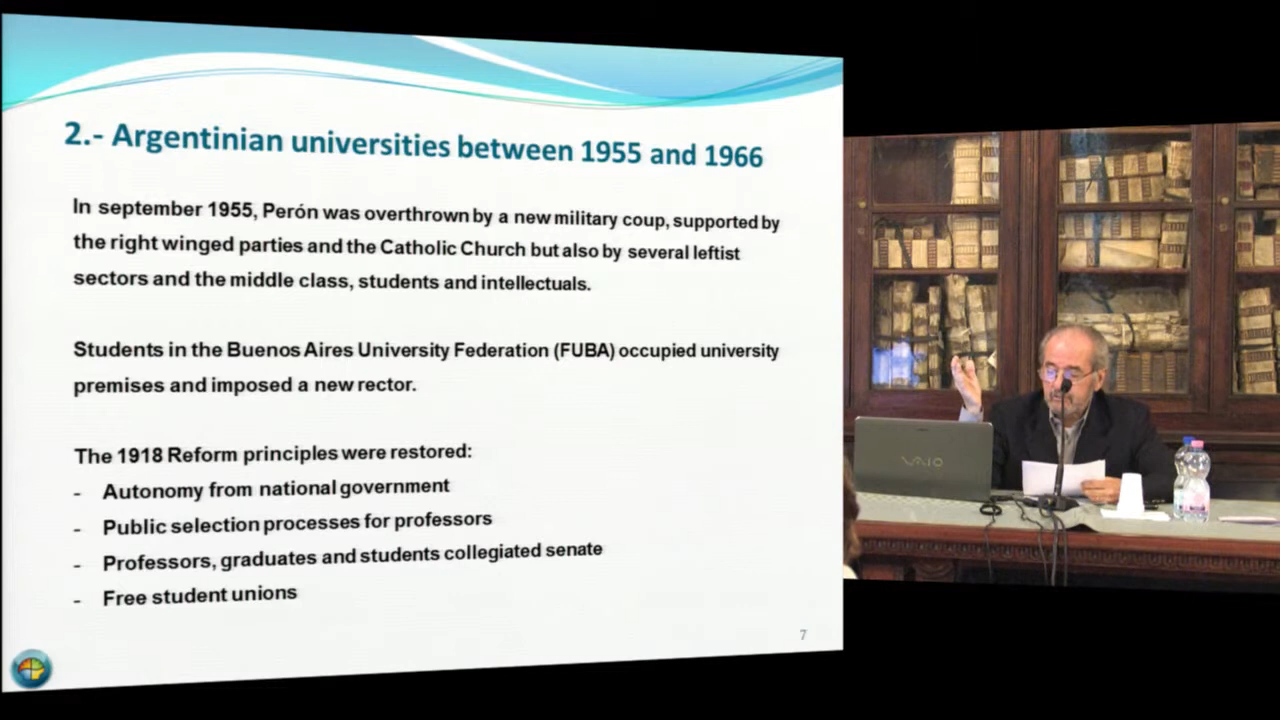 2.- Argentinian universities between 1955 and 1966
In september 1955, Perón was overthrown by a new military coup, supported by
the right winged parties and the Catholic Church but also by several leftist
sectors and the middle class, students and intellectuals.
Students in the Buenos Aires University Federation (FUBA) occupied university
premises and imposed a new rector.
The 1918 Reform principles were restored:
- Autonomy from national government
- Public selection processes for professors
- Professors, graduates and students collegiated senate
- Free student unions
7
VAIO